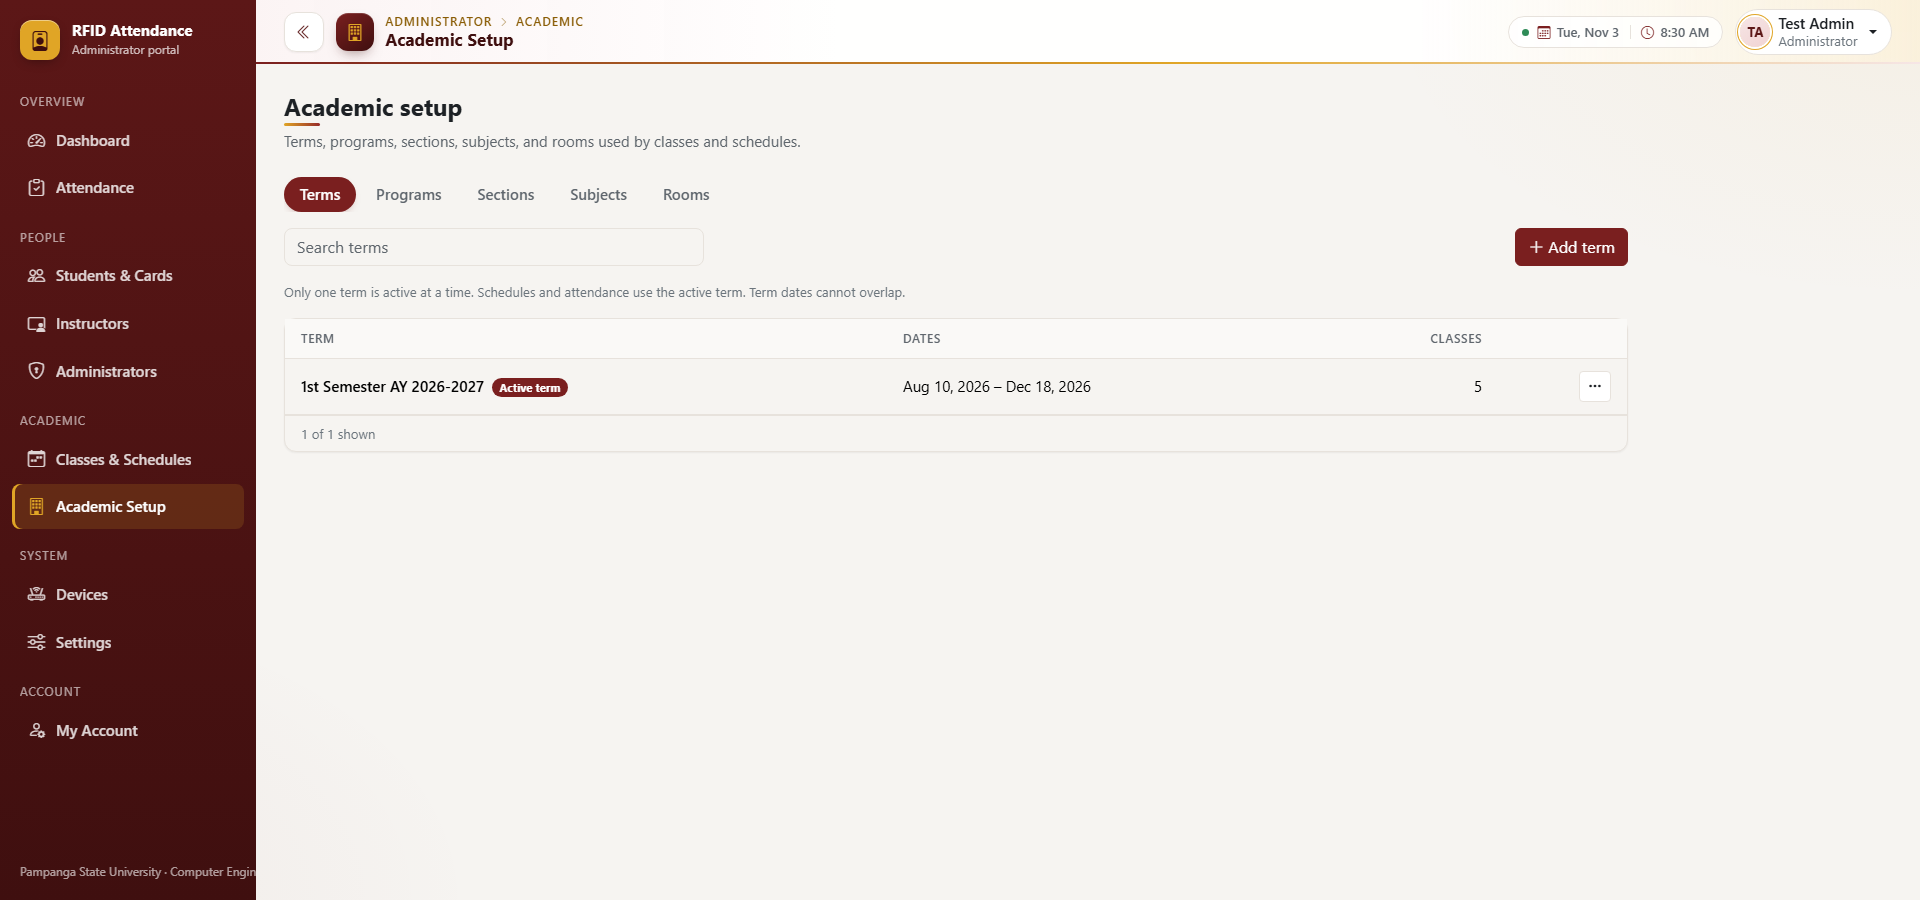 RFID Attendance
Administrator portal
OVERVIEW
Dashboard
Attendance
PEOPLE
Students & Cards
Instructors
Administrators
ACADEMIC
Classes & Schedules
Academic Setup
SYSTEM
Devices
Settings
ACCOUNT
My Account
Pampanga State University · Computer Engin
ADMINISTRATOR > ACADEMIC
Academic Setup
Tue, Nov 3
8:30 AM
TA
Test Admin
Administrator
Academic setup
Terms, programs, sections, subjects, and rooms used by classes and schedules.
Terms Programs Sections Subjects Rooms
Search terms
+ Add term
Only one term is active at a time. Schedules and attendance use the active term. Term dates cannot overlap.
TERM DATES CLASSES
1st Semester AY 2026-2027 Active term Aug 10, 2026 – Dec 18, 2026 5
1 of 1 shown